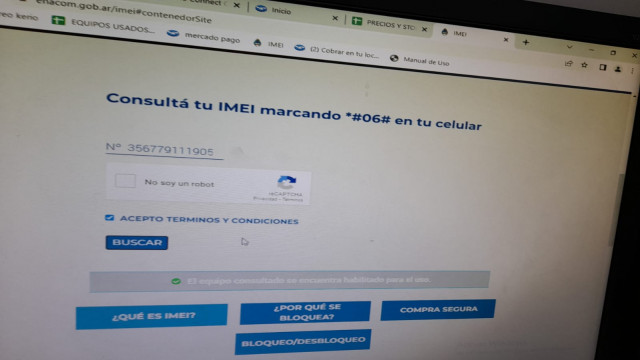 enacom.gob.ar/imei#contenedorSite
Inicio
PRECIOS Y STO
IMEI
reo kerio
EQUIPOS USADOS...
mercado pago
IMEI
(2) Cobrar en tu loc...
Manual de Uso
Consultá tu IMEI marcando *#06# en tu celular
Nº 356779111905
No soy un robot
reCAPTCHA
Privacidad - Términos
ACEPTO TERMINOS Y CONDICIONES
BUSCAR
El equipo consultado se encuentra habilitado para el uso.
¿QUÉ ES IMEI?
¿POR QUÉ SE
BLOQUEA?
COMPRA SEGURA
BLOQUEO/DESBLOQUEO